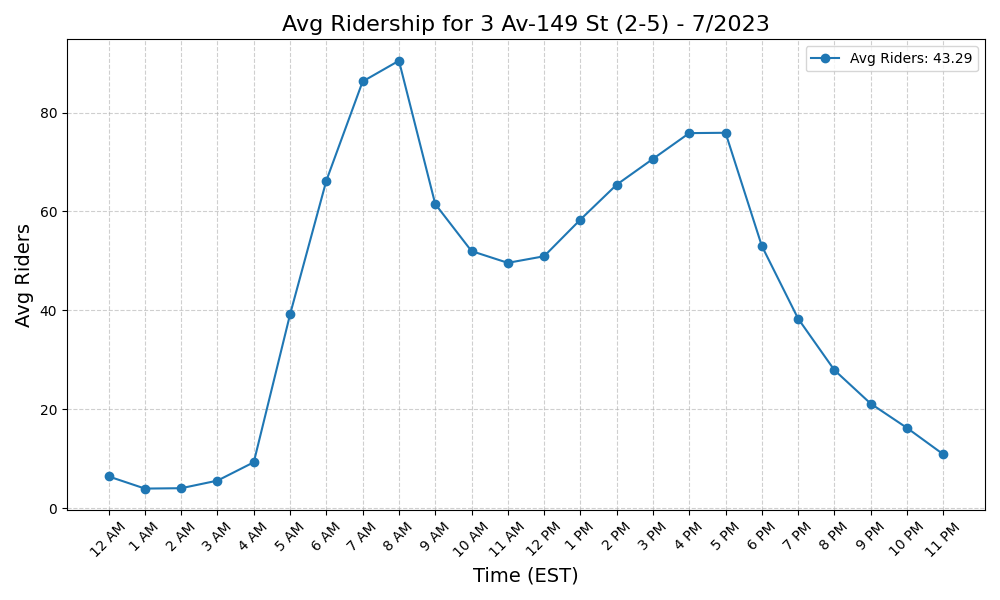 Avg Ridership for 3 Av-149 St (2-5) - 7/2023
Avg Riders: 43.29
Avg Riders
80
60
40
20
0
12 AM
1 AM
2 AM
3 AM
4 AM
5 AM
6 AM
7 AM
8 AM
9 AM
10 AM
11 AM
12 PM
1 PM
2 PM
3 PM
4 PM
5 PM
6 PM
7 PM
8 PM
9 PM
10 PM
11 PM
Time (EST)